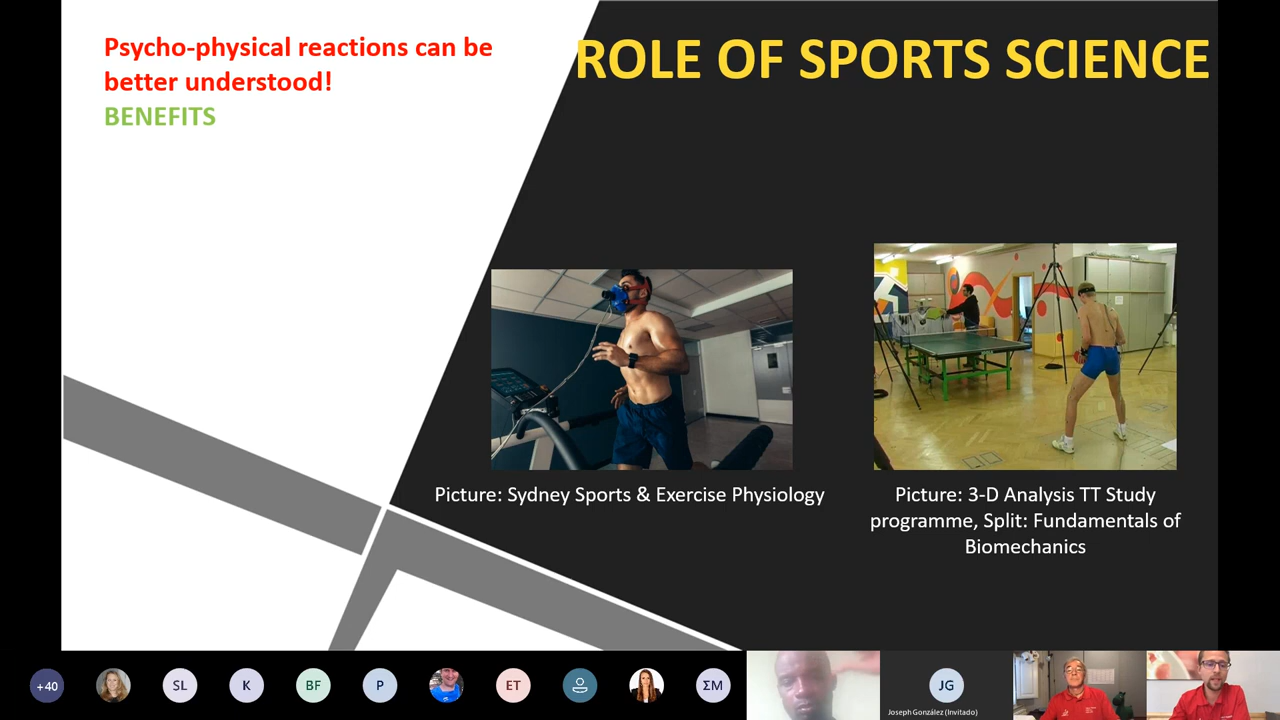 Psycho-physical reactions can be
better understood!
BENEFITS
ROLE OF SPORTS SCIENCE
Picture: Sydney Sports & Exercise Physiology
Picture: 3-D Analysis TT Study
programme, Split: Fundamentals of
Biomechanics
+40
SL
K
BF
P
ET
ΣM
JG
Joseph González (Invitado)